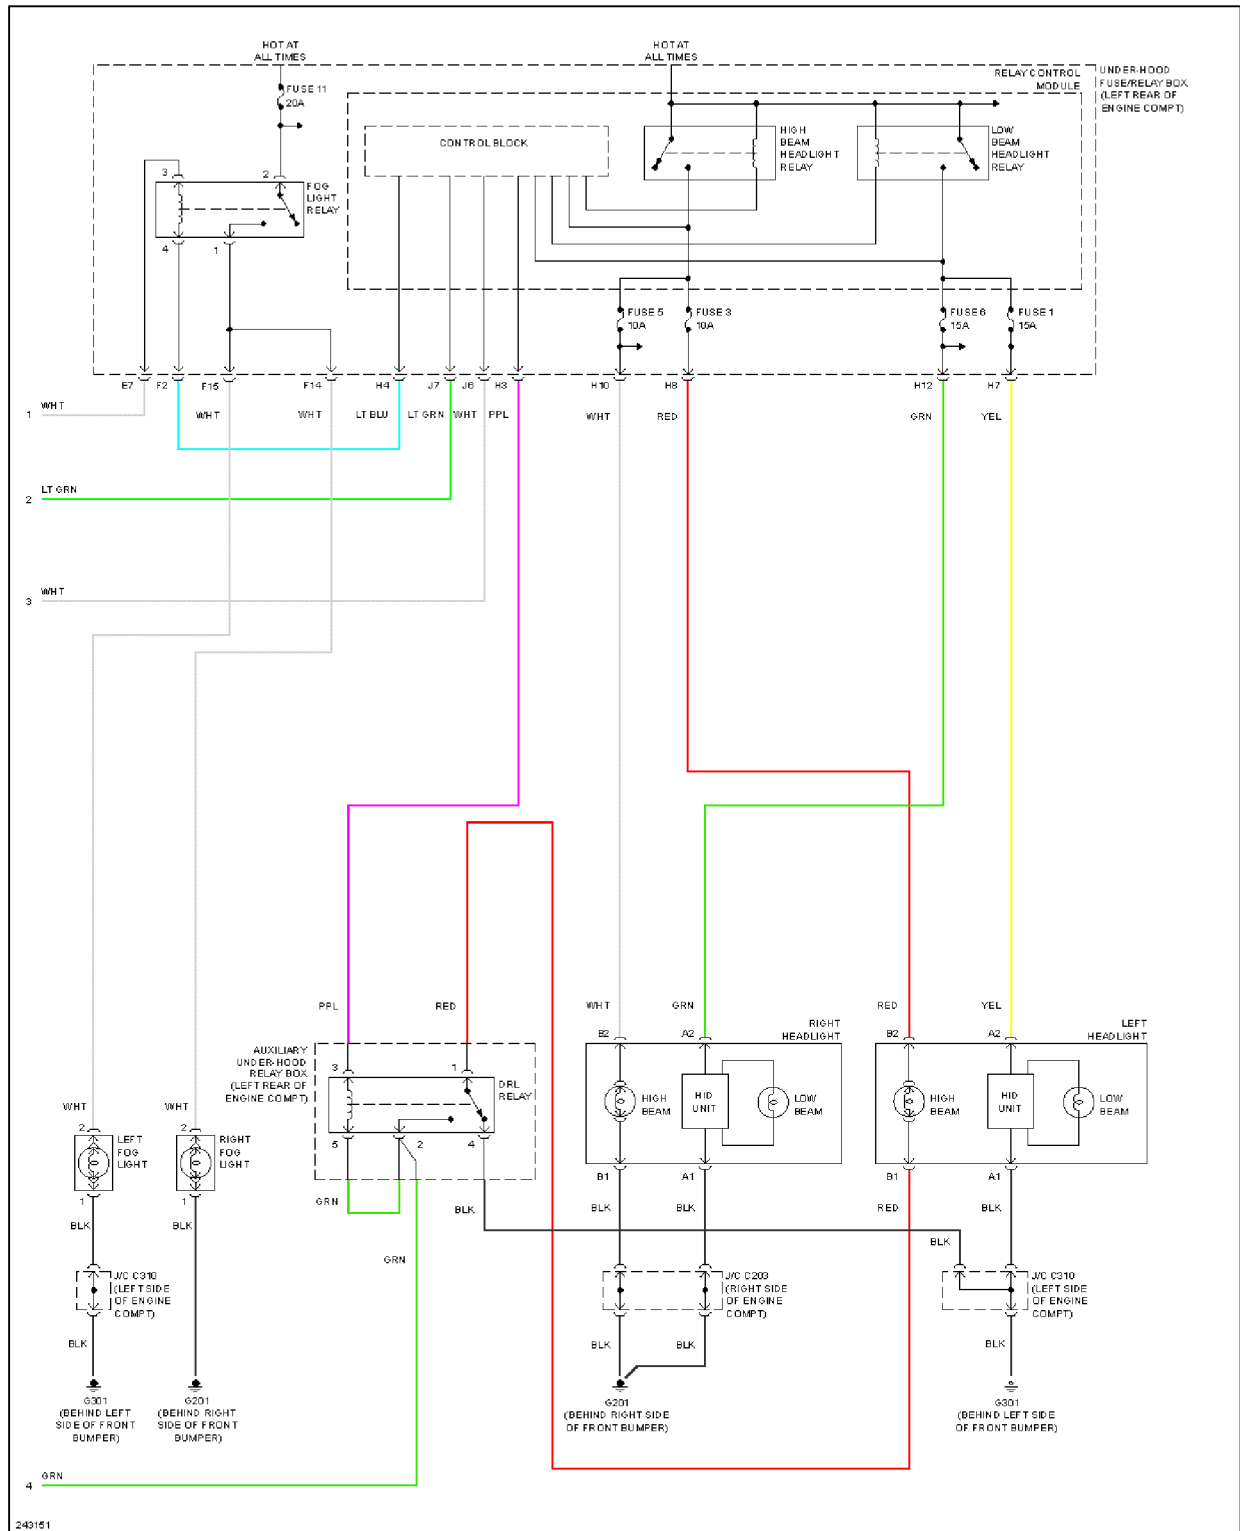 HOT AT
ALL TIMES
HOT AT
ALL TIMES
RELAY CONTROL
MODULE
UNDER-HOOD
FUSE/RELAY BOX
(LEFT REAR OF
ENGINE COMPT)
FUSE 11
20A
CONTROL BLOCK
HIGH
BEAM
HEADLIGHT
RELAY
LOW
BEAM
HEADLIGHT
RELAY
3
2
FOG
LIGHT
RELAY
4
1
FUSE 5
10A
FUSE 3
10A
FUSE 6
15A
FUSE 1
15A
E7
F2
F15
F14
H4
J7
J6
H3
H10
H8
H12
H7
1
WHT
WHT
WHT
LT BLU
LT GRN
WHT
PPL
WHT
RED
GRN
YEL
2
LT GRN
3
WHT
PPL
RED
WHT
GRN
RED
YEL
B2
A2
RIGHT
HEADLIGHT
B2
A2
LEFT
HEADLIGHT
AUXILIARY
UNDER-HOOD
RELAY BOX
(LEFT REAR OF
ENGINE COMPT)
3
1
DRL
RELAY
HIGH
BEAM
HID
UNIT
LOW
BEAM
HIGH
BEAM
HID
UNIT
LOW
BEAM
WHT
WHT
2
LEFT
FOG
LIGHT
2
RIGHT
FOG
LIGHT
5
2
4
B1
A1
B1
A1
1
1
GRN
BLK
BLK
BLK
RED
BLK
BLK
BLK
GRN
BLK
J/C C310
(LEFT SIDE
OF ENGINE
COMPT)
J/C C203
(RIGHT SIDE
OF ENGINE
COMPT)
J/C C310
(LEFT SIDE
OF ENGINE
COMPT)
BLK
BLK
BLK
BLK
G301
(BEHIND LEFT
SIDE OF FRONT
BUMPER)
G201
(BEHIND RIGHT
SIDE OF FRONT
BUMPER)
G201
(BEHIND RIGHT SIDE
OF FRONT BUMPER)
G301
(BEHIND LEFT SIDE
OF FRONT BUMPER)
4
GRN
243151